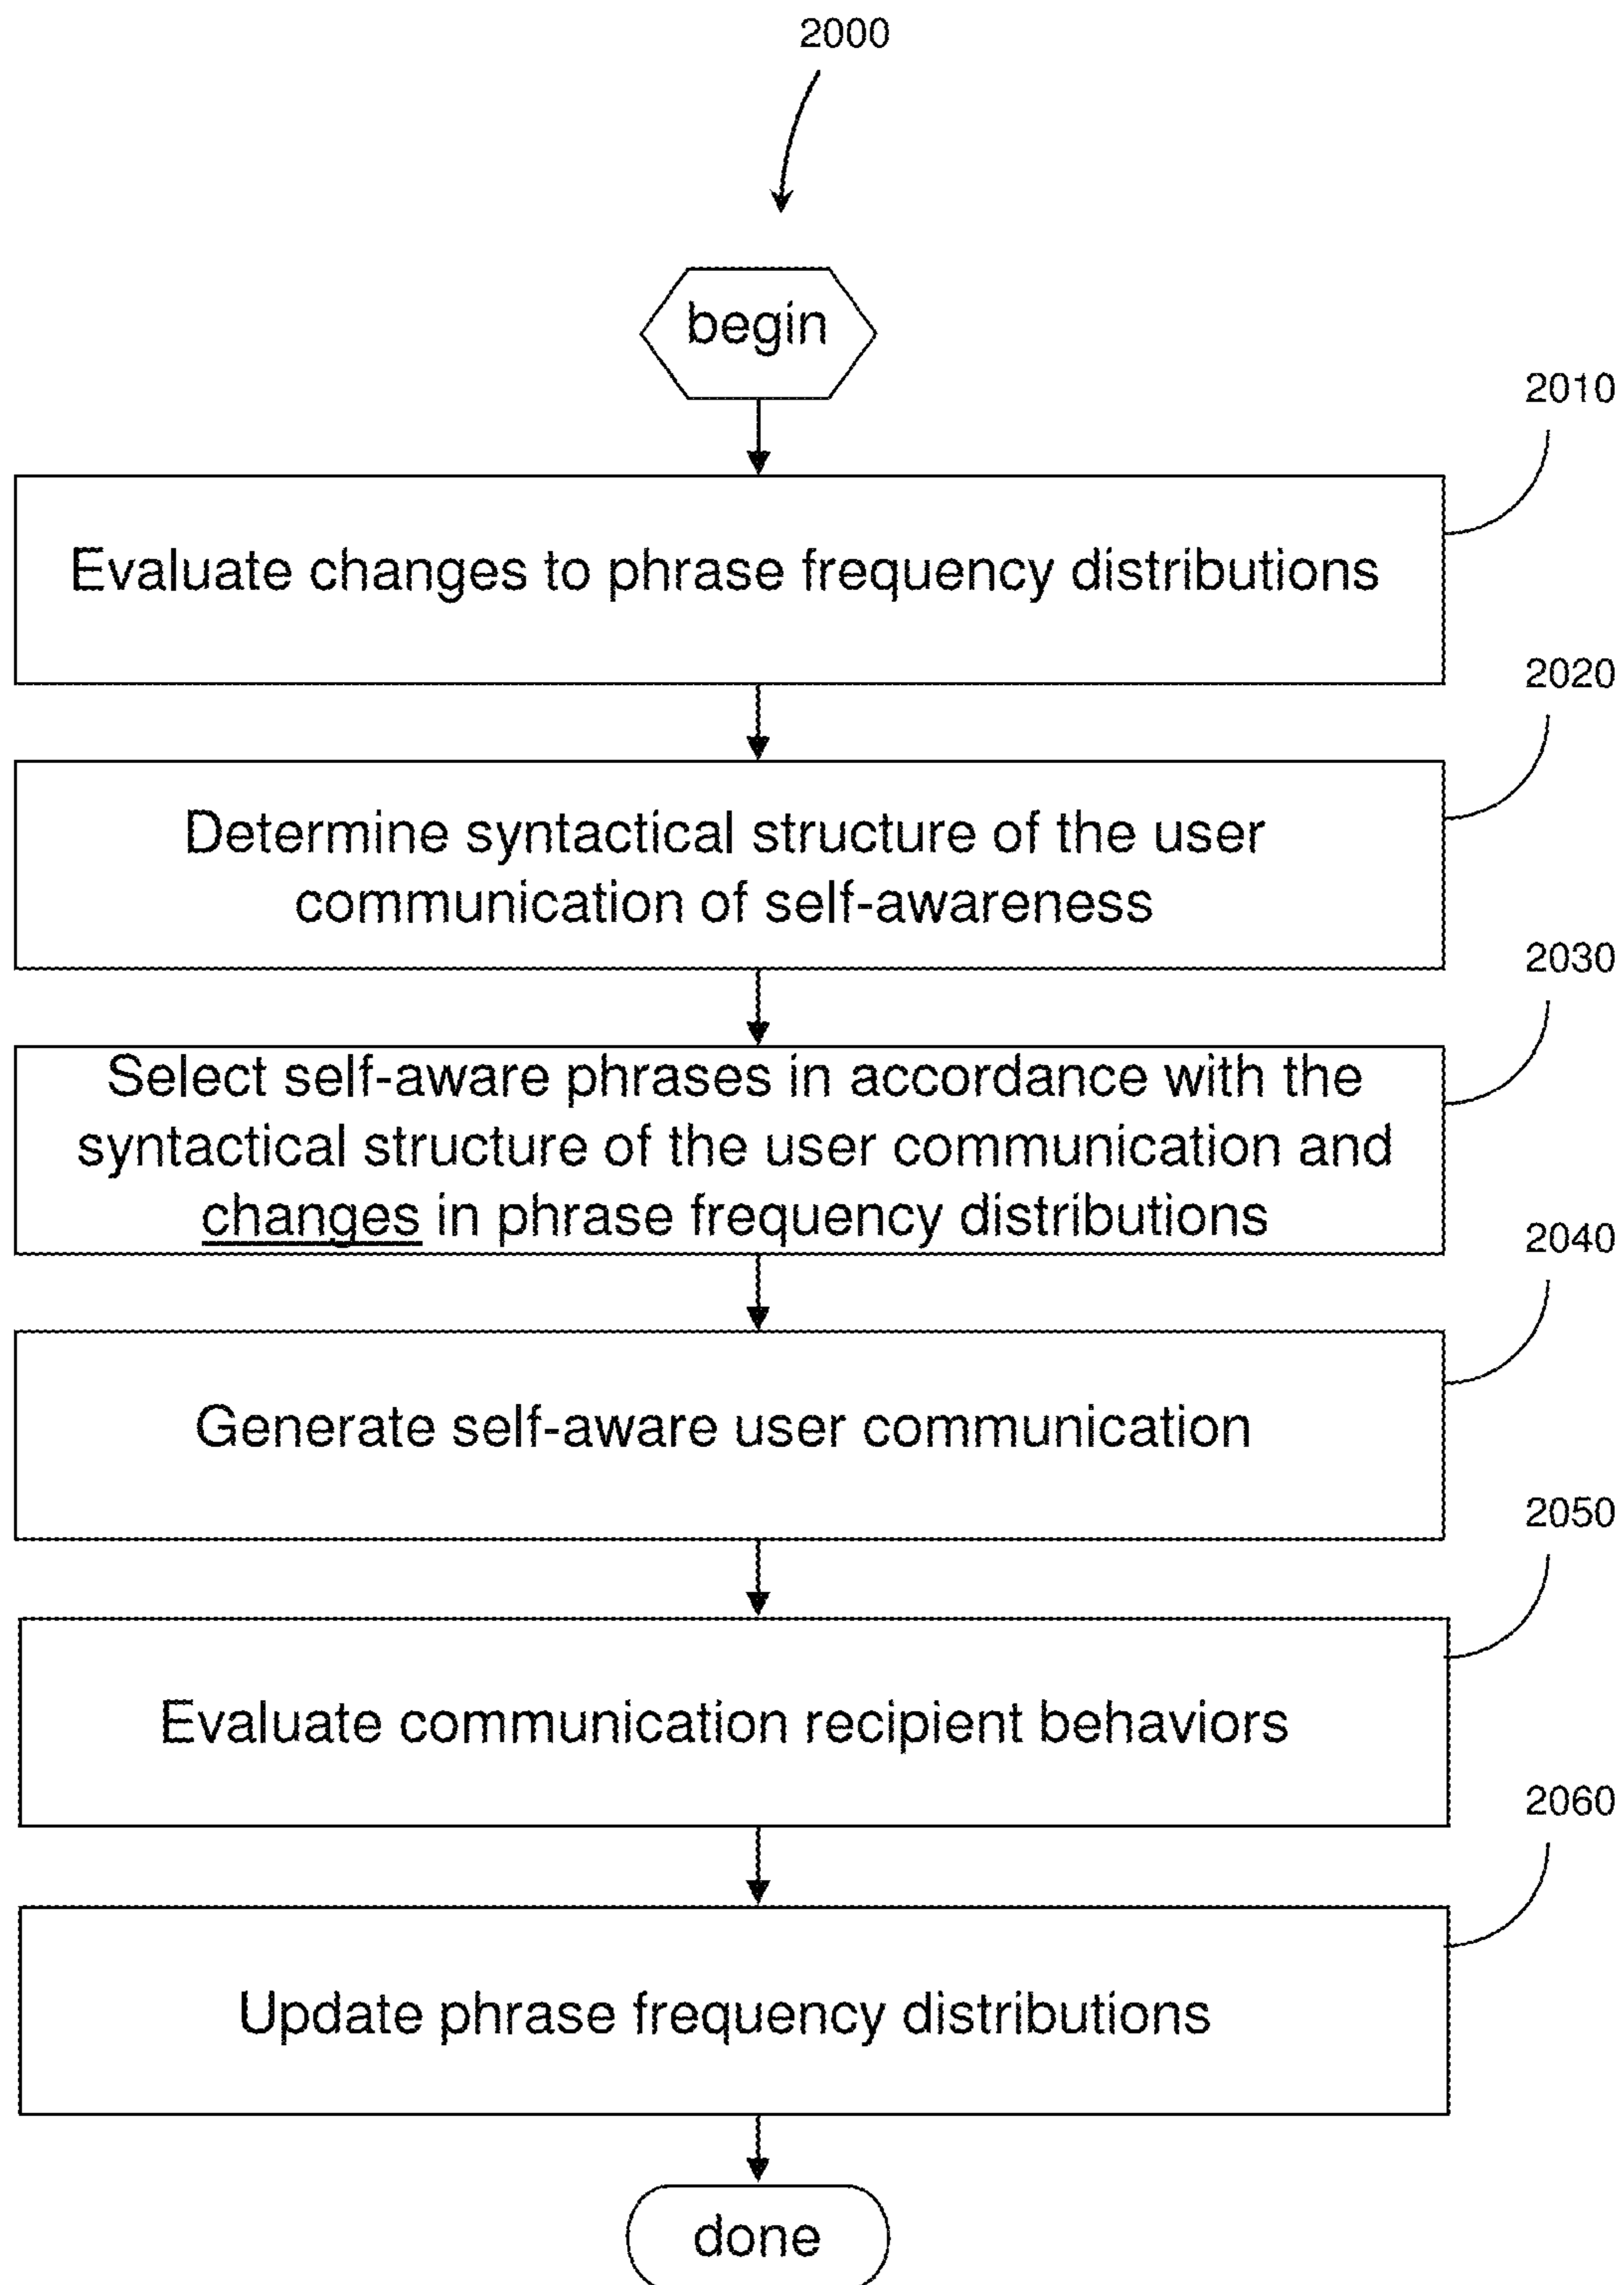 2000
begin
2010
Evaluate changes to phrase frequency distributions
2020
Determine syntactical structure of the user
communication of self-awareness
2030
Select self-aware phrases in accordance with the
syntactical structure of the user communication and
changes in phrase frequency distributions
2040
Generate self-aware user communication
2050
Evaluate communication recipient behaviors
2060
Update phrase frequency distributions
done